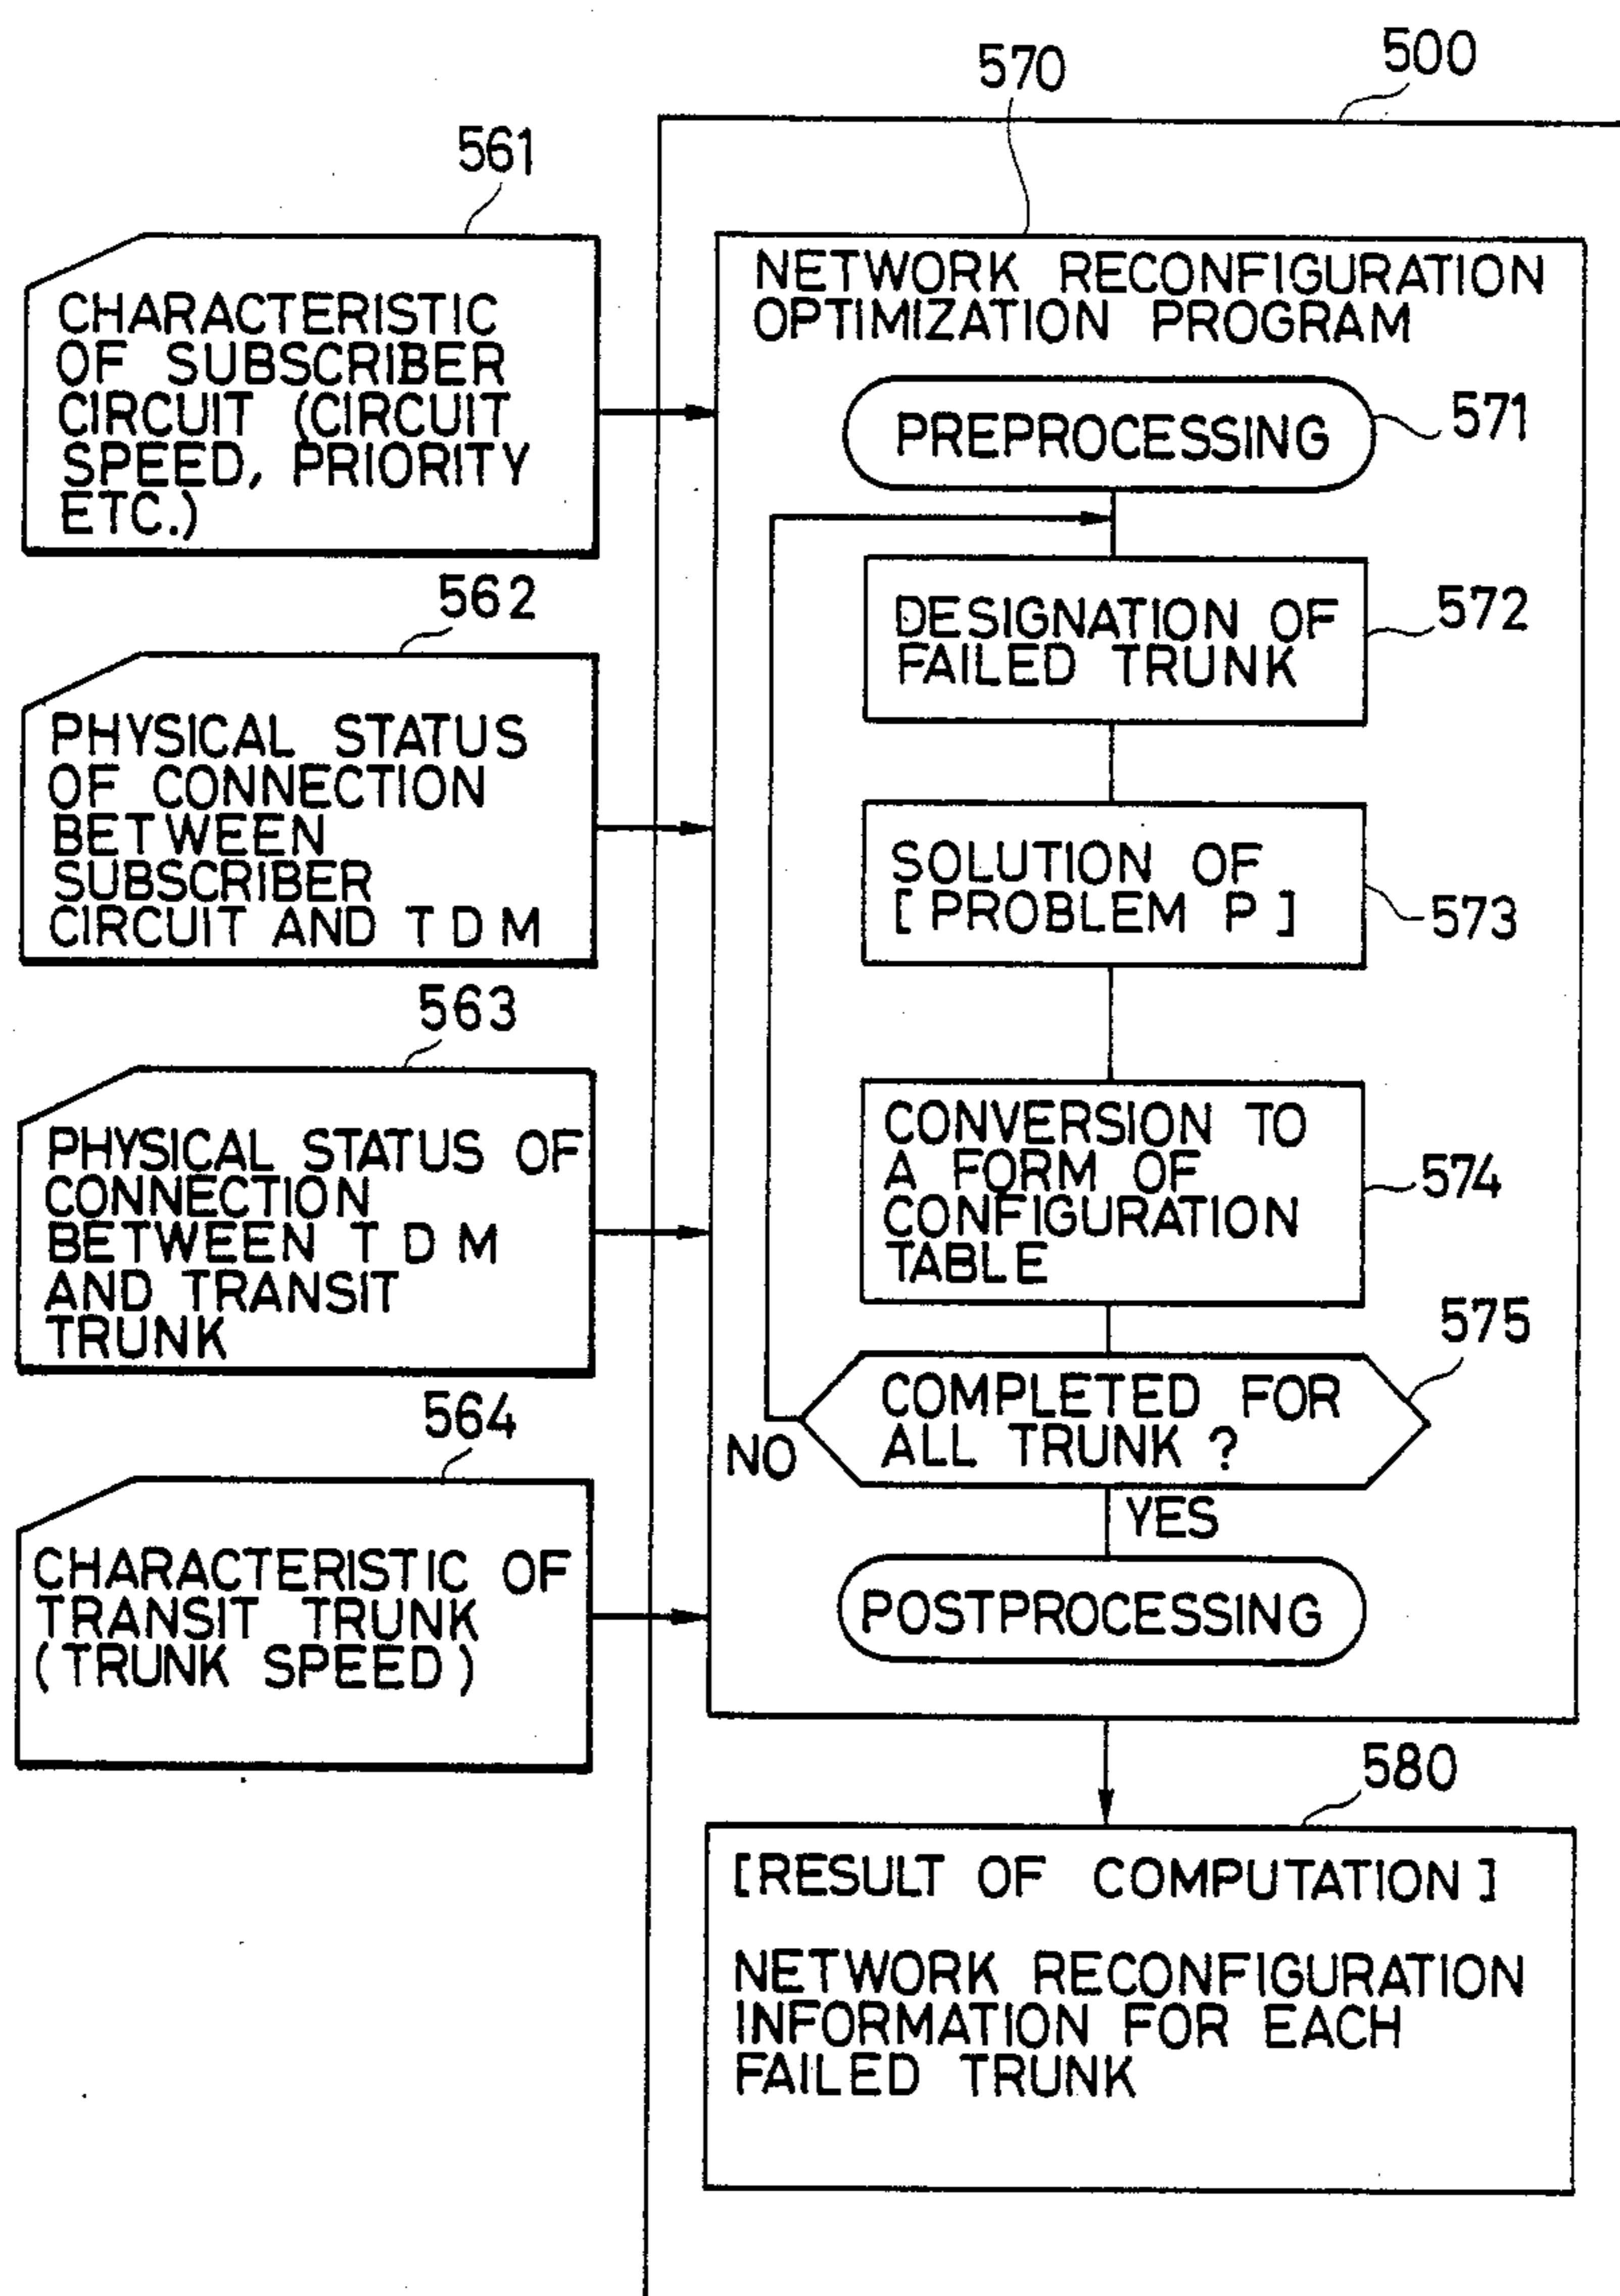 500
570
561
CHARACTERISTIC
OF SUBSCRIBER
CIRCUIT (CIRCUIT
SPEED, PRIORITY
ETC.)
562
PHYSICAL STATUS
OF CONNECTION
BETWEEN
SUBSCRIBER
CIRCUIT AND TDM
563
PHYSICAL STATUS OF
CONNECTION
BETWEEN TDM
AND TRANSIT
TRUNK
564
CHARACTERISTIC OF
TRANSIT TRUNK
(TRUNK SPEED)
NETWORK RECONFIGURATION
OPTIMIZATION PROGRAM
PREPROCESSING
571
DESIGNATION OF
FAILED TRUNK
572
SOLUTION OF
[PROBLEM P]
573
CONVERSION TO
A FORM OF
CONFIGURATION
TABLE
574
575
COMPLETED FOR
ALL TRUNK ?
NO
YES
POSTPROCESSING
580
[RESULT OF COMPUTATION]
NETWORK RECONFIGURATION
INFORMATION FOR EACH
FAILED TRUNK